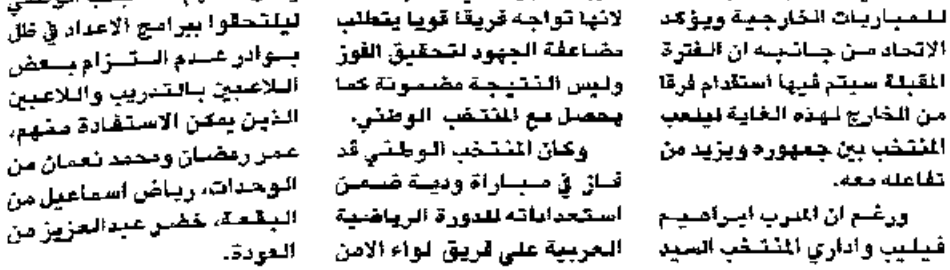 للمباريات الخارجية ويؤكد
الاتحاد من جانبه ان الفترة
المقبلة سيتم فيها استقدام فرقا
من الخارج لهذه الغاية ليلعب
المنتخب بين جمهوره ويزيد من
تفاعله معه.
ورغم ان المدرب ابراهيم
فيليب واداري المنتخب السيد
لانها تواجه فريقا قويا يتطلب
مضاعفة الجهود لتحقيق الفوز
وليس النتيجة مضمونة كما
يحصل مع المنتخب الوطني.
وكان المنتخب الوطني قد
فاز في مباراة ودية ضمن
استعداداته للدورة الرياضية
العربية على فريق لواء الامن
ليلتحقوا ببرامج الاعداد في ظل
بوادر عدم التزام بعض
اللاعبين بالتدريب واللاعبين
الذين يمكن الاستفادة منهم،
عمر رمضان ومحمد نعمان من
الوحدات، رياض اسماعيل من
البقعة، خضر عبدالعزيز من
العودة.